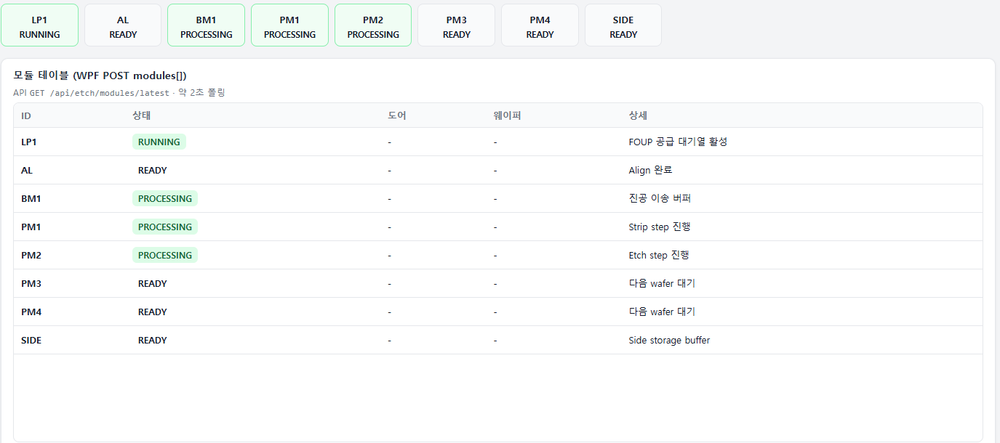 LP1 AL BM1 PM1 PM2 PM3 PM4 SIDE
RUNNING READY PROCESSING PROCESSING PROCESSING READY READY READY
모듈 테이블 (WPF POST modules[])
API GET /api/etch/modules/latest · 약 2초 폴링
ID 상태 도어 웨이퍼 상세
LP1 RUNNING - - FOUP 공급 대기열 활성
AL READY - - Align 완료
BM1 PROCESSING - - 진공 이송 버퍼
PM1 PROCESSING - - Strip step 진행
PM2 PROCESSING - - Etch step 진행
PM3 READY - - 다음 wafer 대기
PM4 READY - - 다음 wafer 대기
SIDE READY - - Side storage buffer